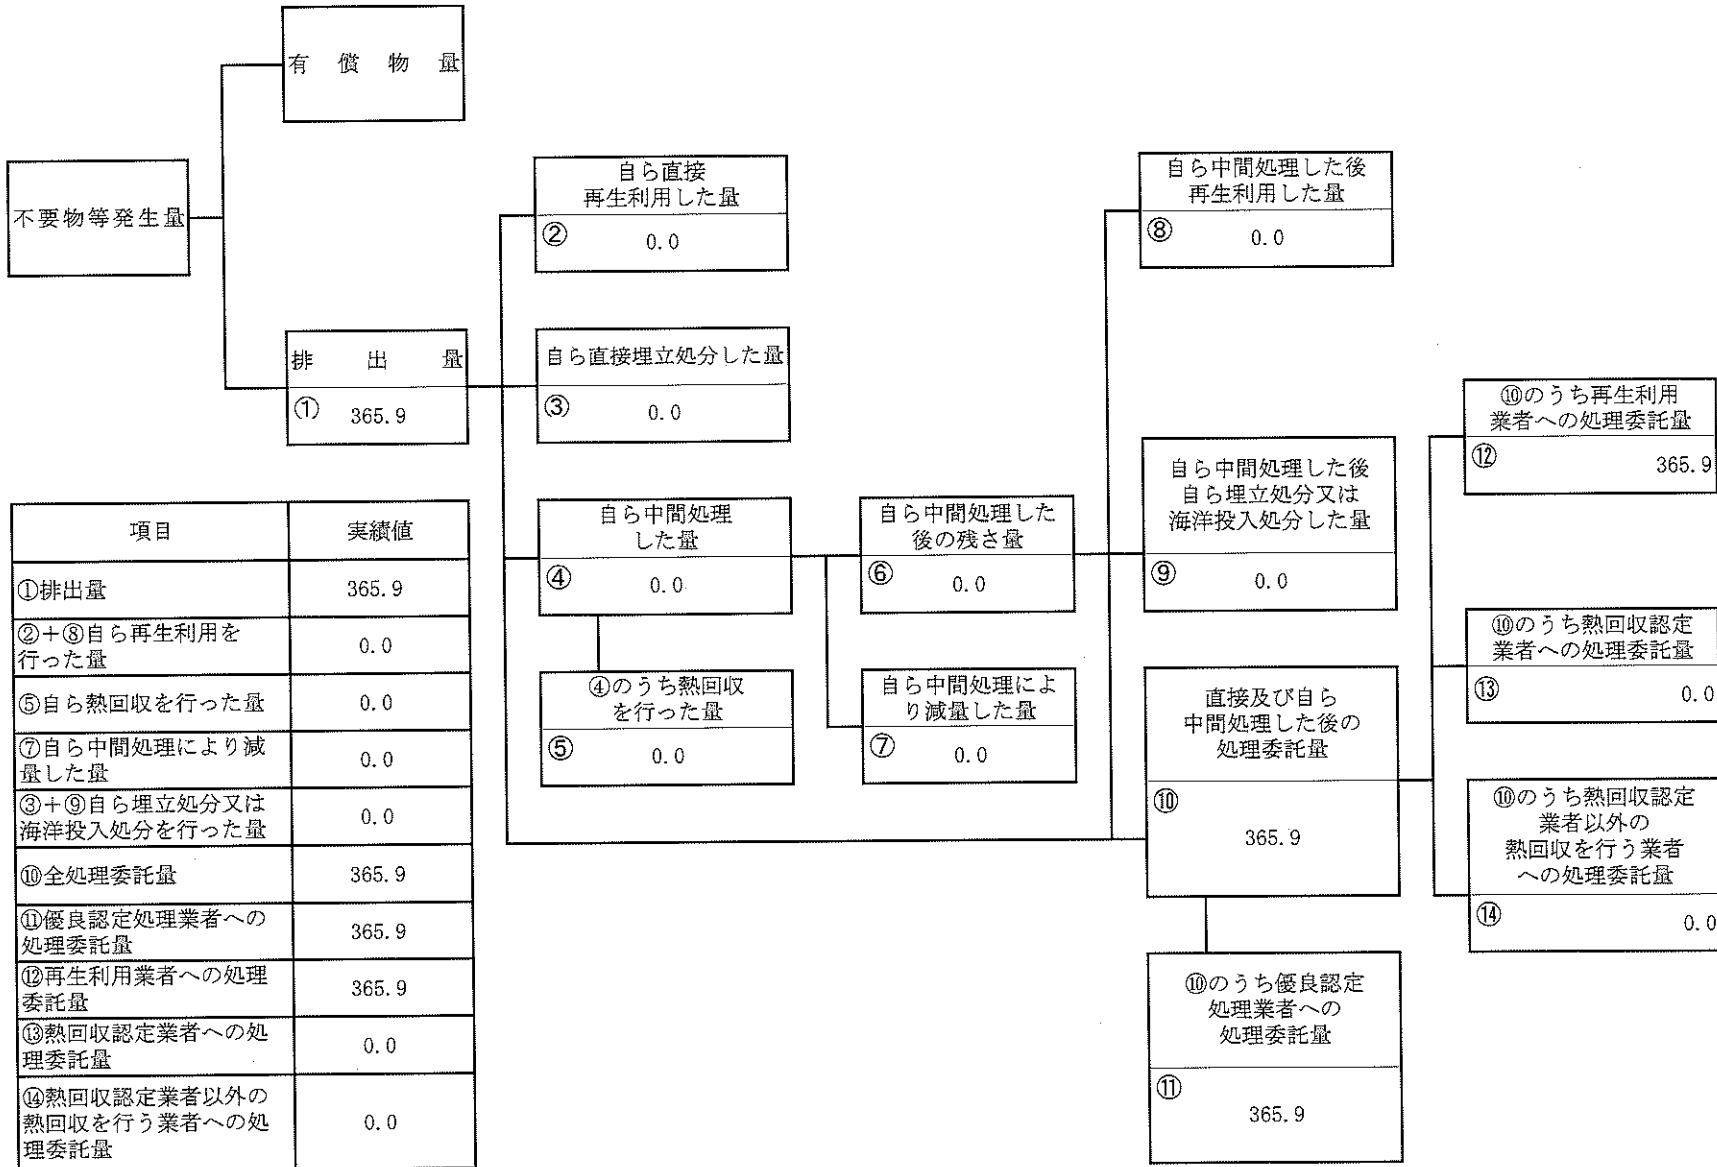 有償物量
不要物等発生量
排出量
① 365.9
自ら直接
再生利用した量
② 0.0
自ら直接埋立処分した量
③ 0.0
自ら中間処理
した量
④ 0.0
④のうち熱回収
を行った量
⑤ 0.0
自ら中間処理した
後の残さ量
⑥ 0.0
自ら中間処理によ
り減量した量
⑦ 0.0
自ら中間処理した後
再生利用した量
⑧ 0.0
自ら中間処理した後
自ら埋立処分又は
海洋投入処分した量
⑨ 0.0
直接及び自ら
中間処理した後の
処理委託量
⑩
365.9
⑩のうち優良認定
処理業者への
処理委託量
⑪
365.9
⑩のうち再生利用
業者への処理委託量
⑫ 365.9
⑩のうち熱回収認定
業者への処理委託量
⑬ 0.0
⑩のうち熱回収認定
業者以外の
熱回収を行う業者
への処理委託量
⑭ 0.0
項目 実績値
①排出量 365.9
②+⑧自ら再生利用を
行った量 0.0
⑤自ら熱回収を行った量 0.0
⑦自ら中間処理により減
量した量 0.0
③+⑨自ら埋立処分又は
海洋投入処分を行った量 0.0
⑩全処理委託量 365.9
⑪優良認定処理業者への
処理委託量 365.9
⑫再生利用業者への処理
委託量 365.9
⑬熱回収認定業者への処
理委託量 0.0
⑭熱回収認定業者以外の
熱回収を行う業者への処
理委託量 0.0